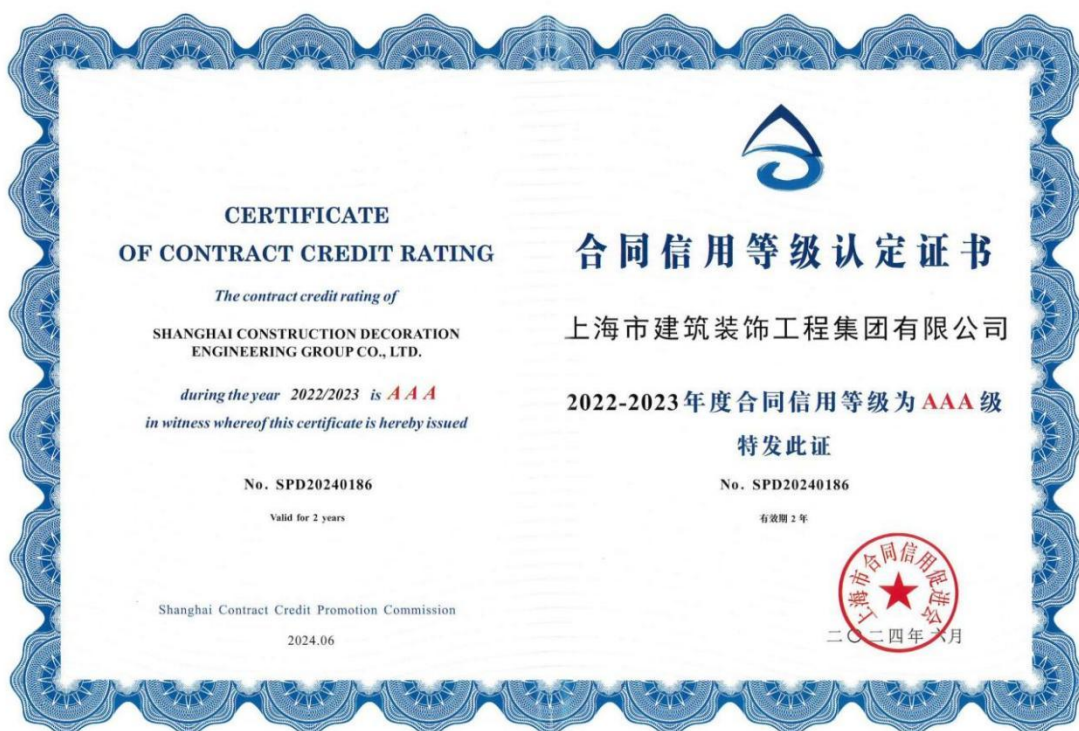 CERTIFICATE
OF CONTRACT CREDIT RATING
The contract credit rating of
SHANGHAI CONSTRUCTION DECORATION
ENGINEERING GROUP CO., LTD.
during the year 2022/2023 is AAA
in witness whereof this certificate is hereby issued
No. SPD20240186
Valid for 2 years
Shanghai Contract Credit Promotion Commission
2024.06
合同信用等级认定证书
上海市建筑装饰工程集团有限公司
2022-2023年度合同信用等级为AAA级
特发此证
No. SPD20240186
有效期2年
上海市合同信用促进会
二〇二四年六月